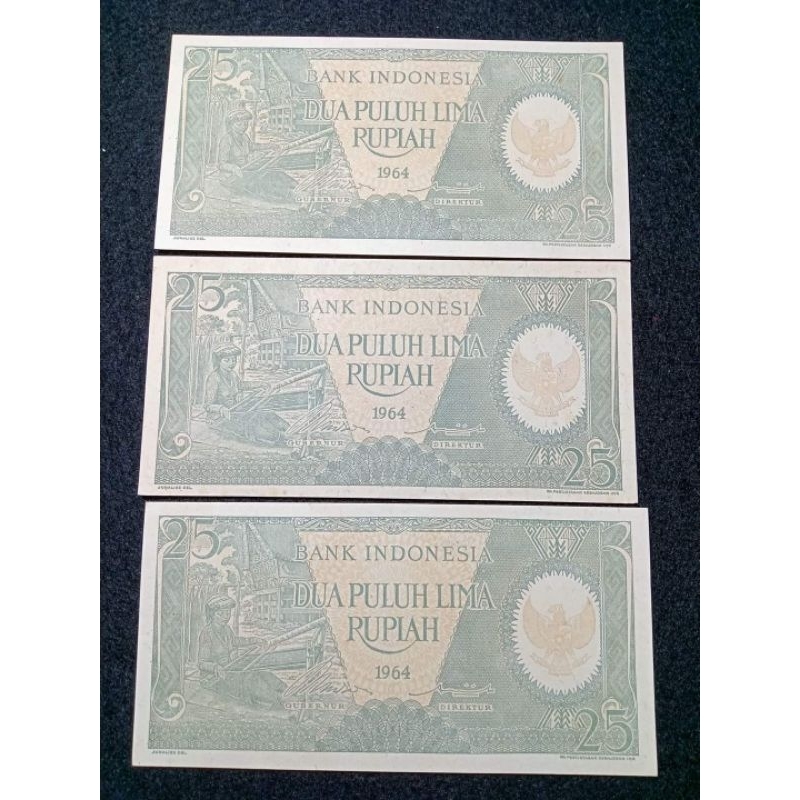 25
BANK INDONESIA
DUA PULUH LIMA
RUPIAH
1964
GUBERNUR DIREKTUR
25
25
BANK INDONESIA
DUA PULUH LIMA
RUPIAH
1964
GUBERNUR DIREKTUR
25
25
BANK INDONESIA
DUA PULUH LIMA
RUPIAH
1964
GUBERNUR DIREKTUR
25